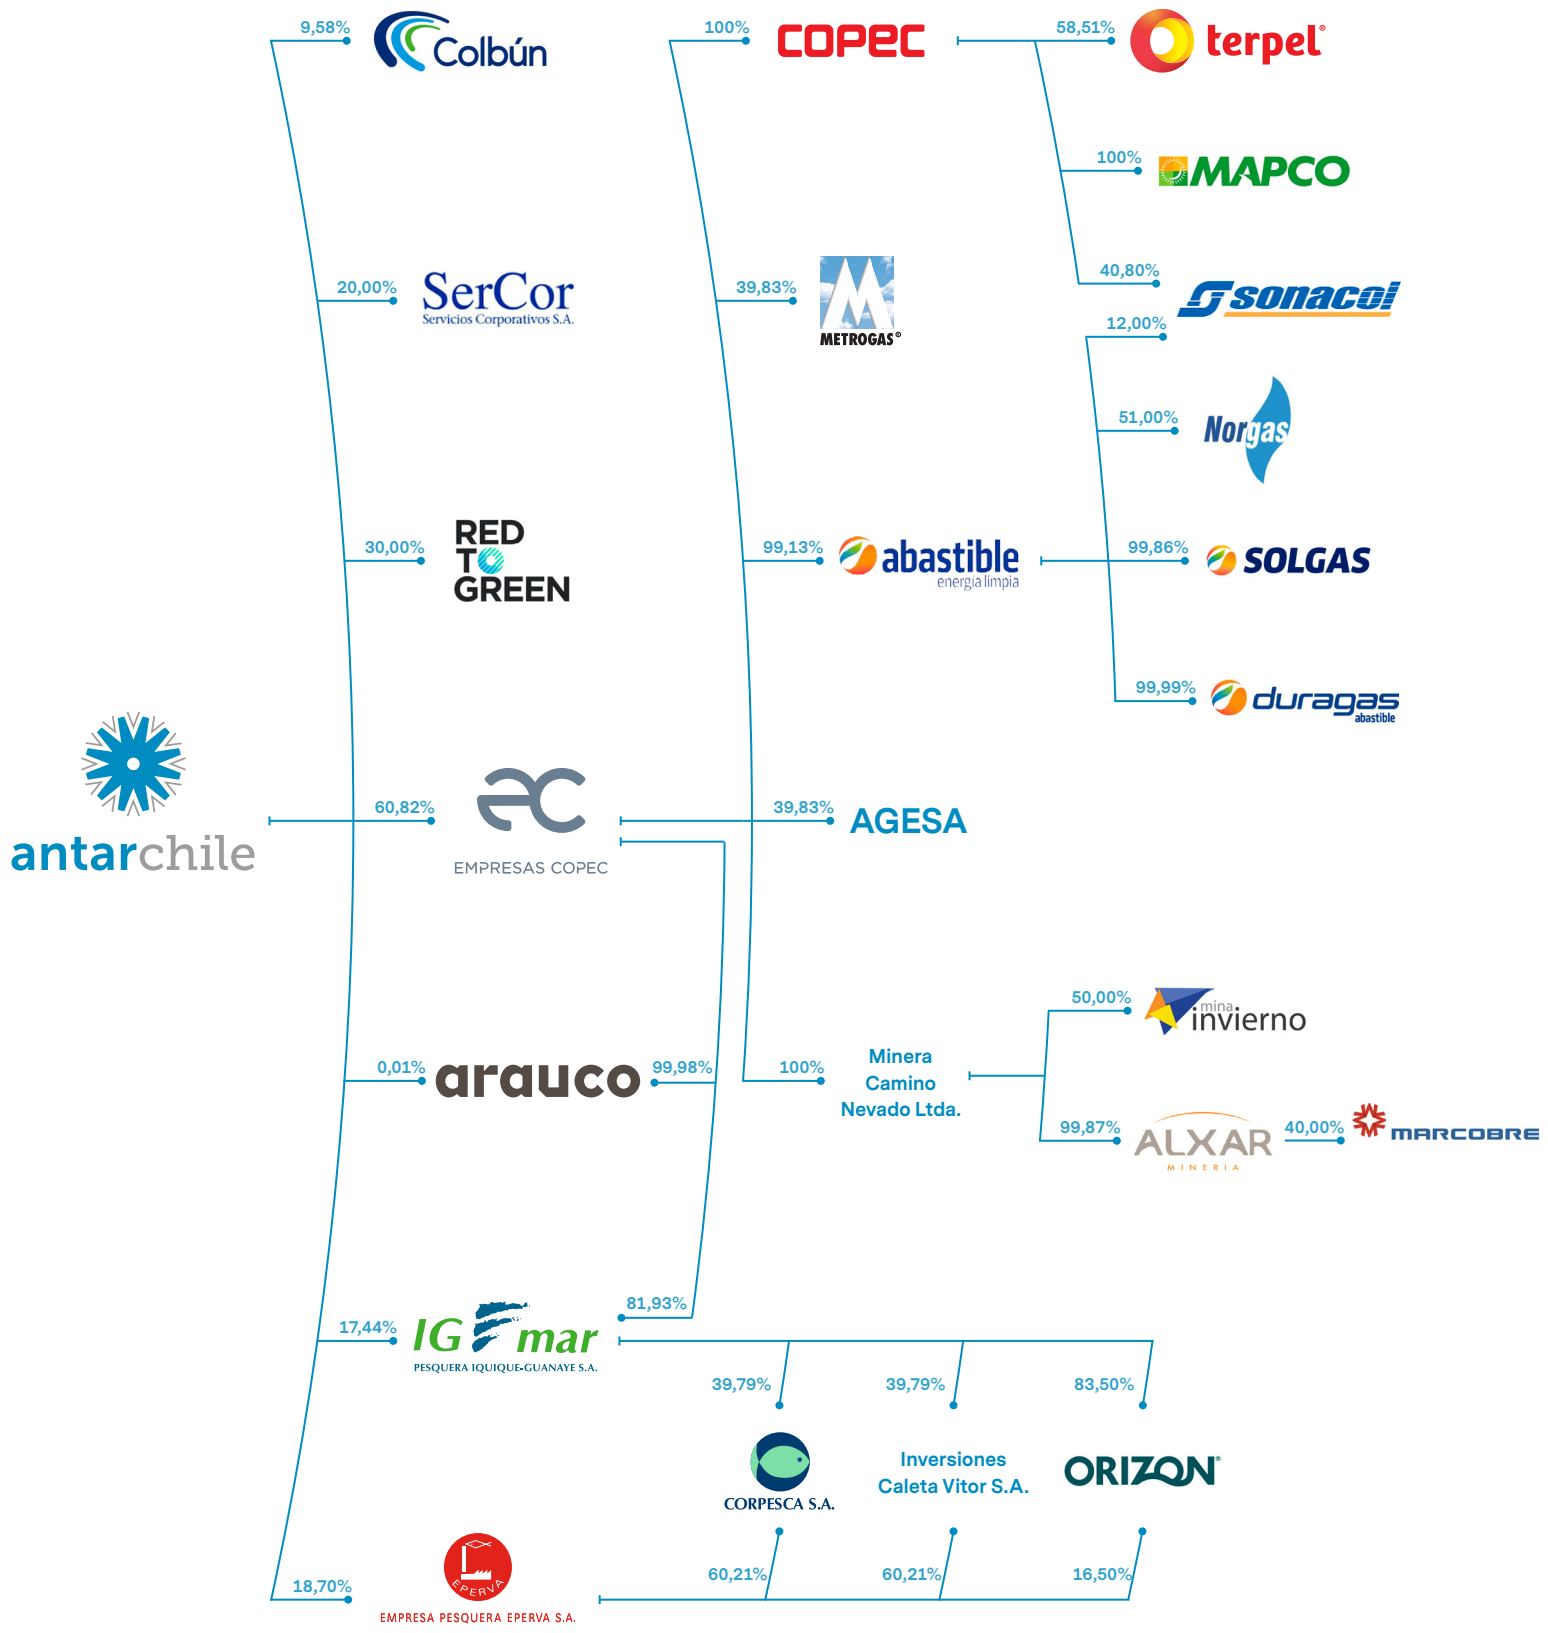 9,58%
Colbún
100%
COPEC
58,51%
terpel®
100%
MAPCO
20,00%
SerCor
Servicios Corporativos S.A.
39,83%
METROGAS®
40,80%
sonacol
12,00%
51,00%
Norgas
30,00%
RED
TO
GREEN
99,13%
abastible
energía limpia
99,86%
SOLGAS
99,99%
duragas
abastible
antarchile
60,82%
EMPRESAS COPEC
39,83%
AGESA
0,01%
arauco
99,98%
100%
Minera
Camino
Nevado Ltda.
50,00%
mina
invierno
99,87%
ALXAR
MINERIA
40,00%
MARCOBRE
17,44%
IGEmar
PESQUERA IQUIQUE-GUANAYE S.A.
81,93%
39,79%
39,79%
83,50%
CORPESCA S.A.
Inversiones
Caleta Vitor S.A.
ORIZON®
18,70%
EPERVA
EMPRESA PESQUERA EPERVA S.A.
60,21%
60,21%
16,50%